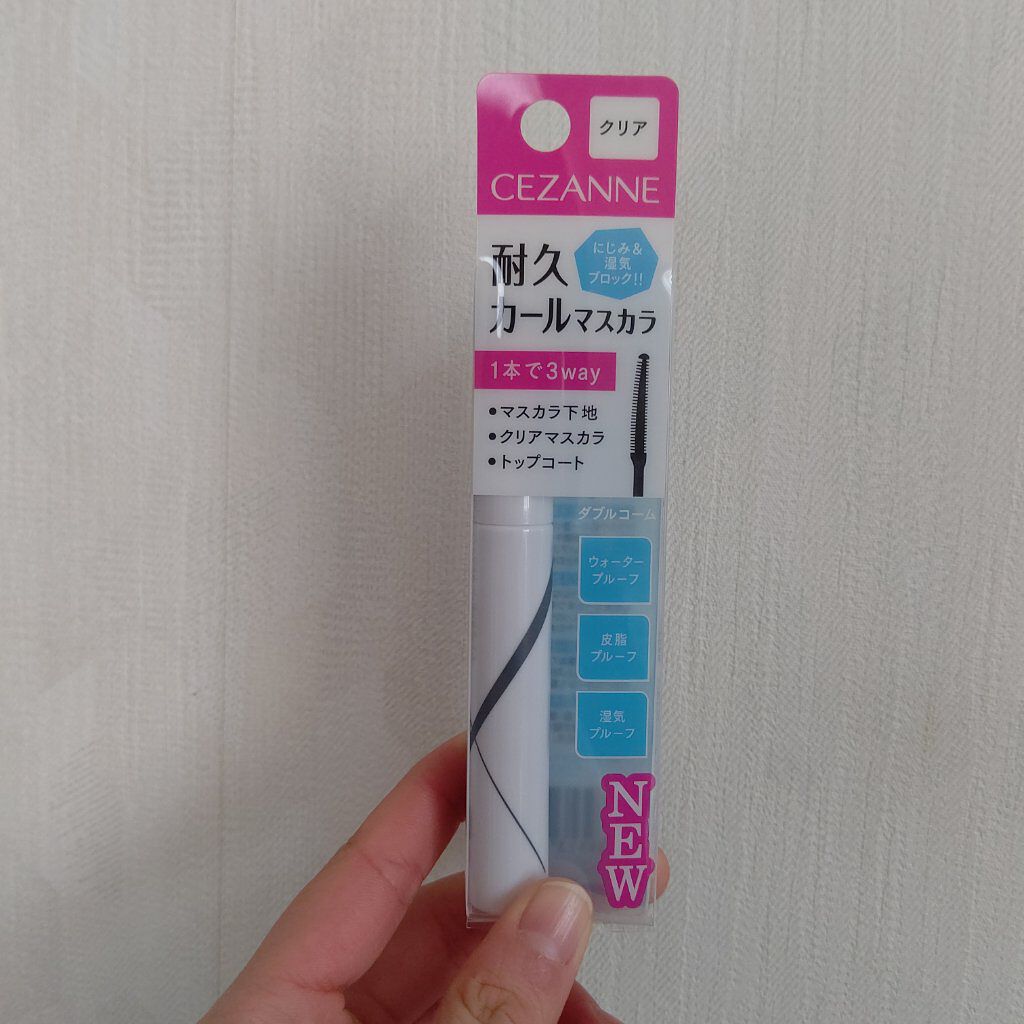 クリア
CEZANNE
耐久
カールマスカラ
にじみ&
湿気
ブロック!!
1本で3way
●マスカラ下地
●クリアマスカラ
●トップコート
ダブルコーム
ウォーター
プルーフ
皮脂
プルーフ
湿気
プルーフ
NEW